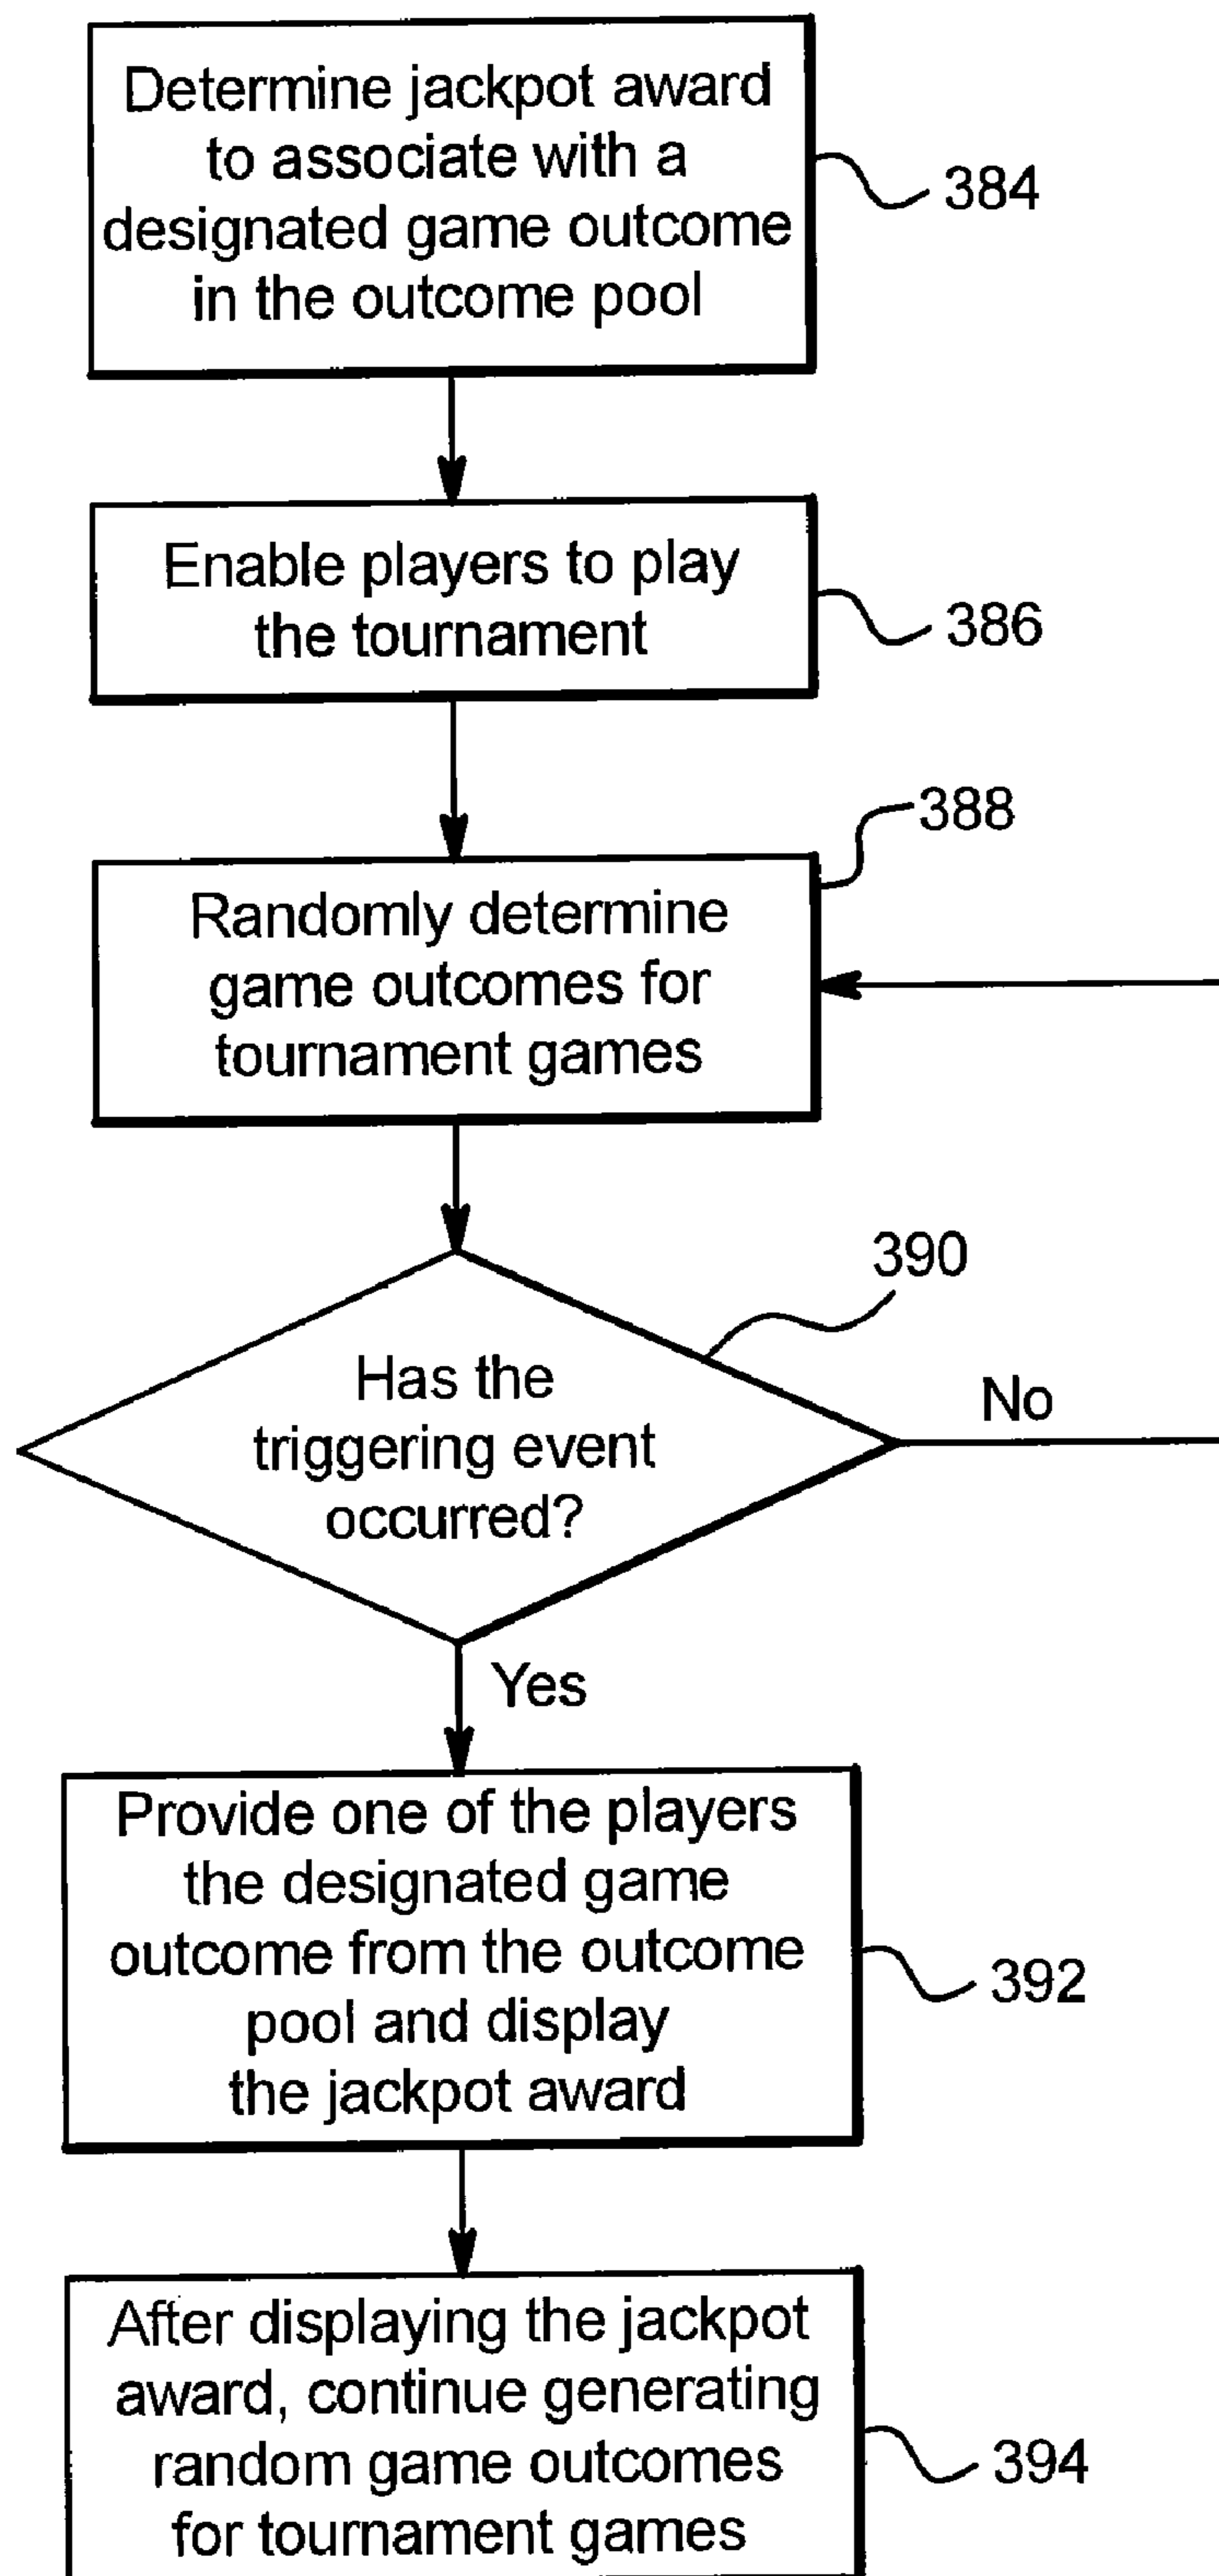 Determine jackpot award
to associate with a
designated game outcome
in the outcome pool
384
Enable players to play
the tournament
386
388
Randomly determine
game outcomes for
tournament games
390
Has the
triggering event
occurred?
No
Yes
Provide one of the players
the designated game
outcome from the outcome
pool and display
the jackpot award
392
After displaying the jackpot
award, continue generating
random game outcomes
for tournament games
394